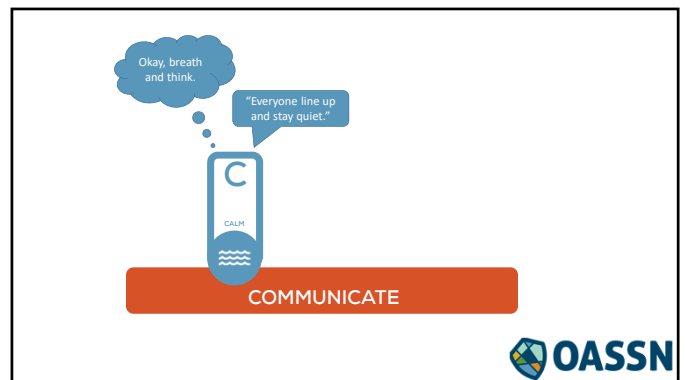 Okay, breath
and think.
"Everyone line up
and stay quiet."
C
CALM
COMMUNICATE
OASSN